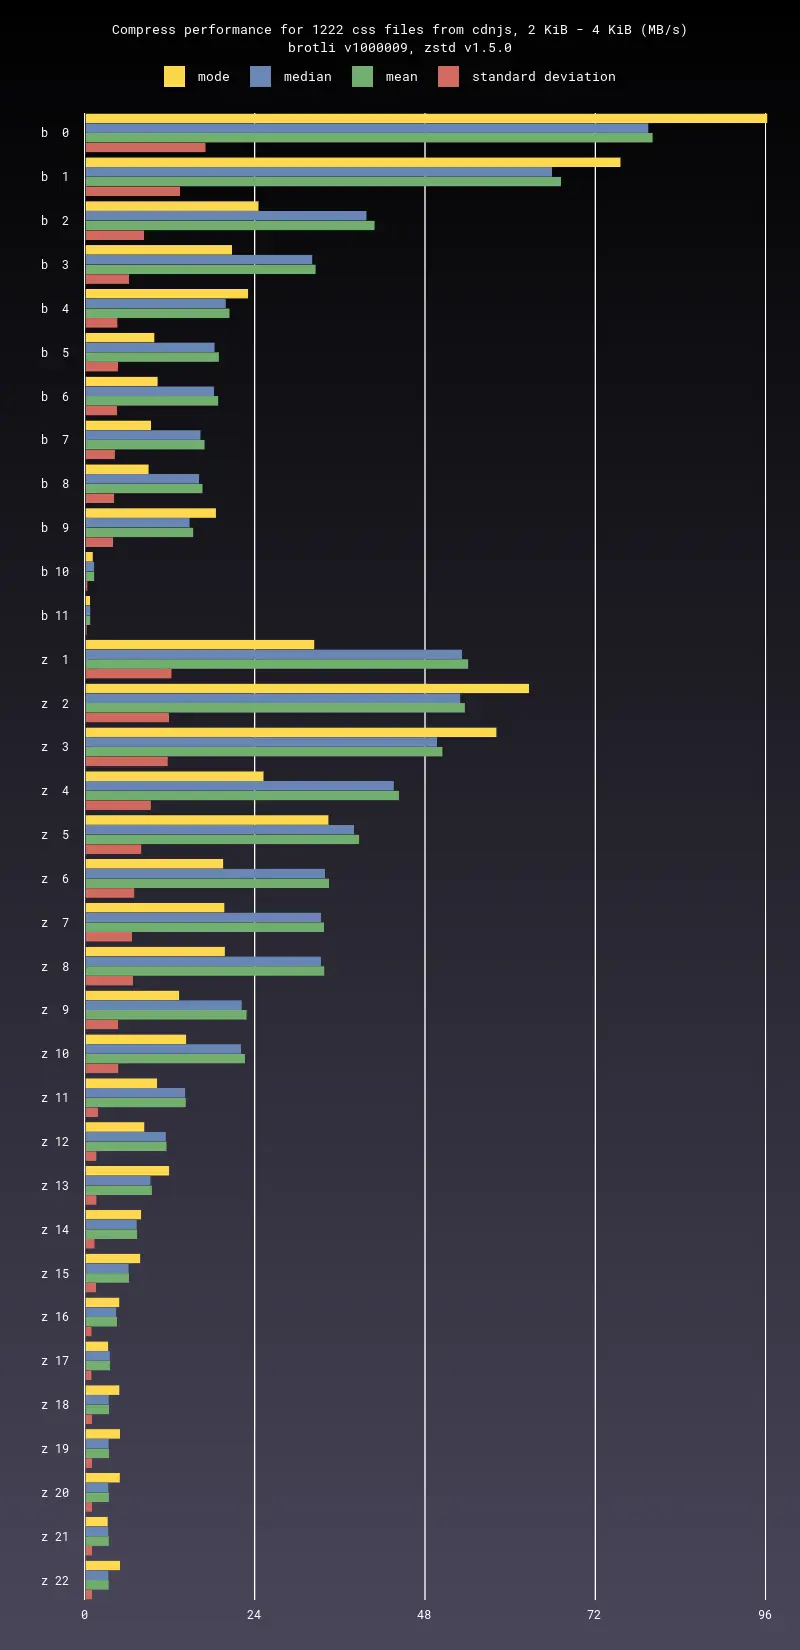 Compress performance for 1222 css files from cdnjs, 2 KiB - 4 KiB (MB/s)
brotli v1000009, zstd v1.5.0
mode median mean standard deviation
b 0
b 1
b 2
b 3
b 4
b 5
b 6
b 7
b 8
b 9
b 10
b 11
z 1
z 2
z 3
z 4
z 5
z 6
z 7
z 8
z 9
z 10
z 11
z 12
z 13
z 14
z 15
z 16
z 17
z 18
z 19
z 20
z 21
z 22
0 24 48 72 96